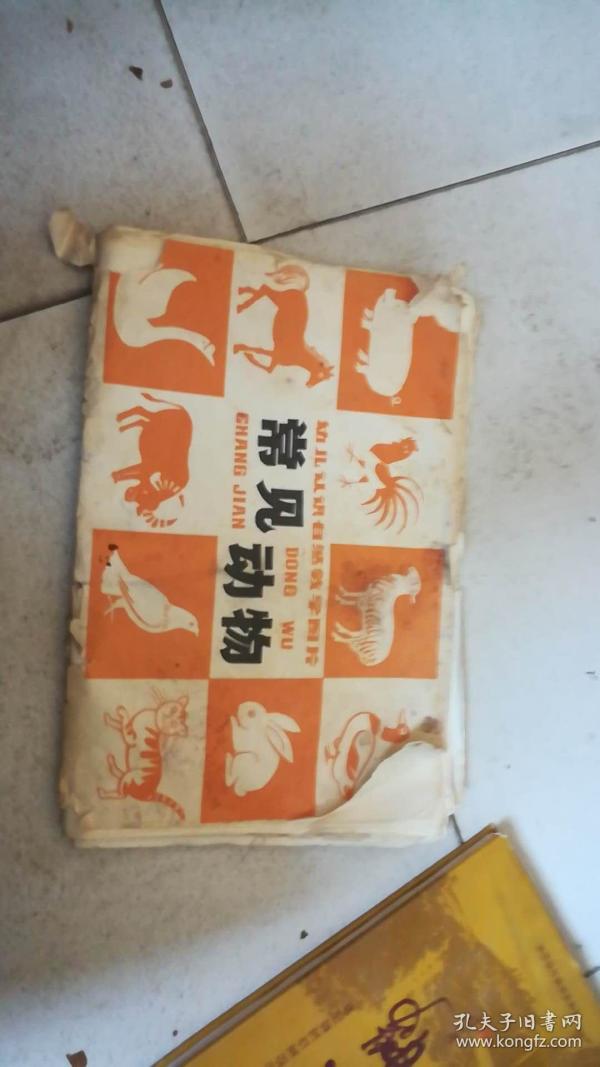 幼儿认识自然教学图片
常见动物
CHANG JIAN DONG WU
孔夫子旧书网
www.kongfz.com